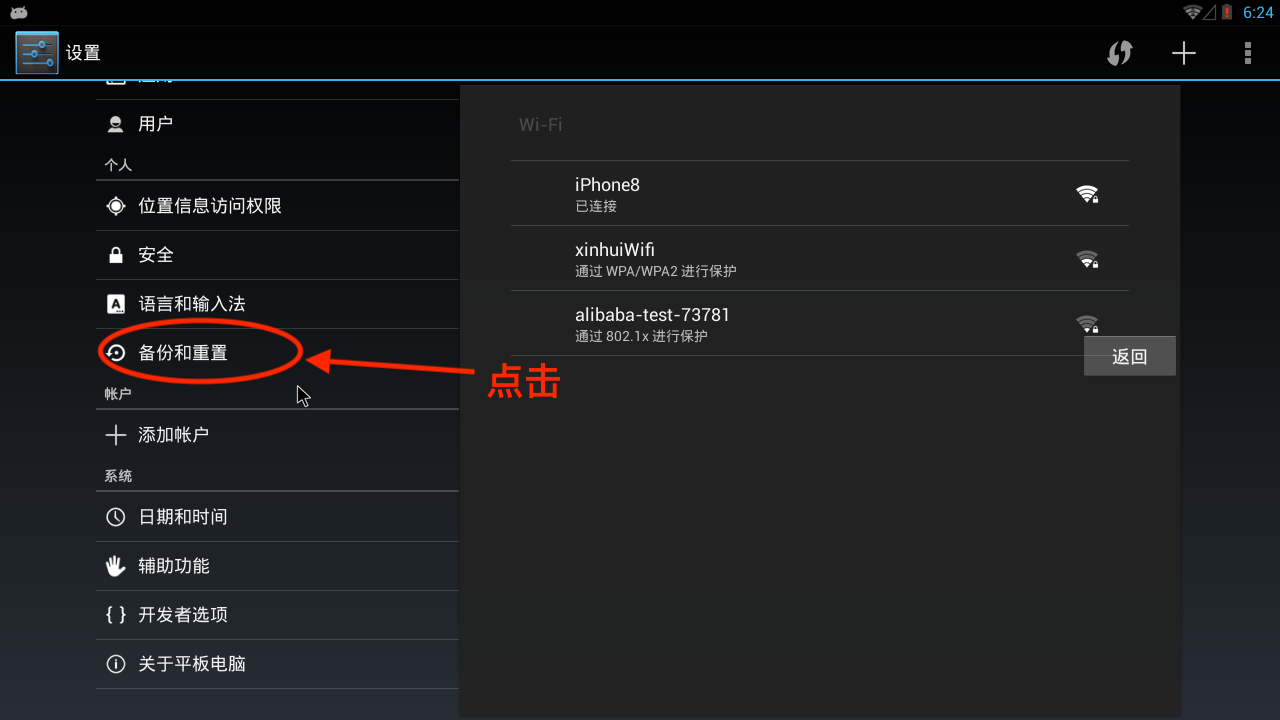 6:24
设置
用户
个人
位置信息访问权限
安全
语言和输入法
备份和重置
帐户
添加帐户
系统
日期和时间
辅助功能
{ } 开发者选项
关于平板电脑
Wi-Fi
iPhone8
已连接
xinhuiWifi
通过 WPA/WPA2 进行保护
alibaba-test-73781
通过 802.1x 进行保护
返回
点击